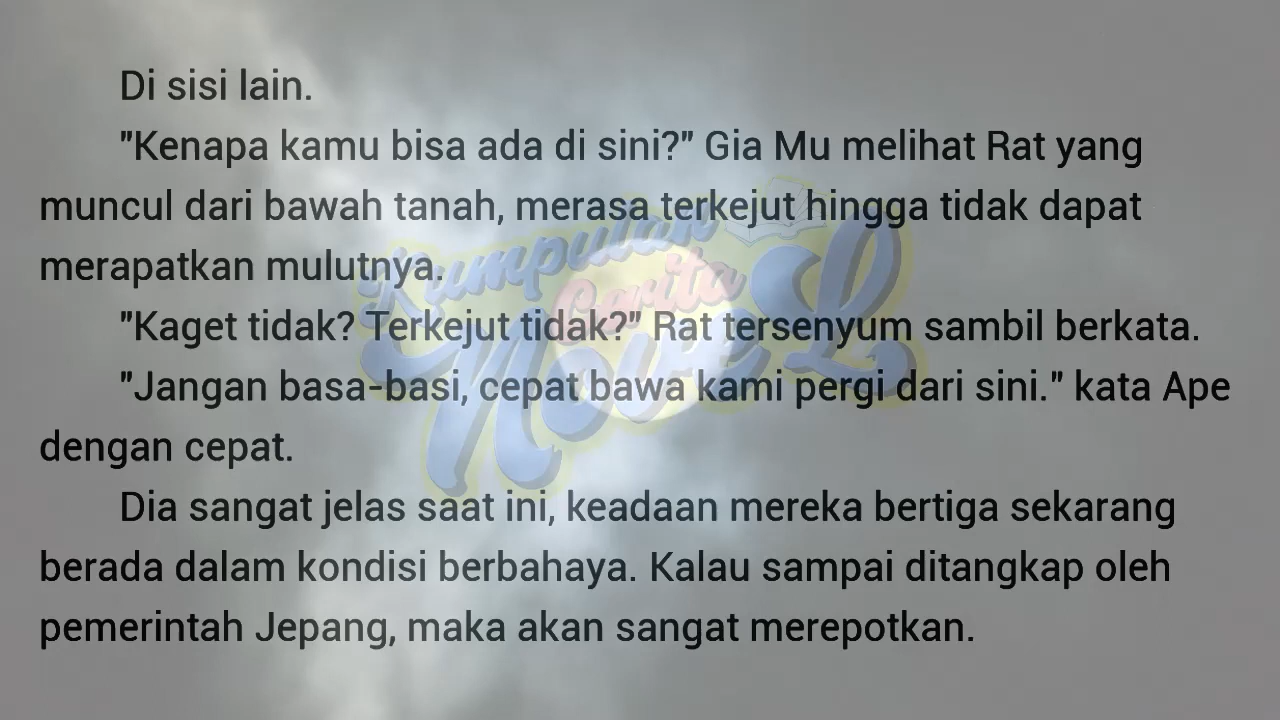 Di sisi lain.
"Kenapa kamu bisa ada di sini?" Gia Mu melihat Rat yang
muncul dari bawah tanah, merasa terkejut hingga tidak dapat
merapatkan mulutnya.
"Kaget tidak? Terkejut tidak?" Rat tersenyum sambil berkata.
"Jangan basa-basi, cepat bawa kami pergi dari sini." kata Ape
dengan cepat.
Dia sangat jelas saat ini, keadaan mereka bertiga sekarang
berada dalam kondisi berbahaya. Kalau sampai ditangkap oleh
pemerintah Jepang, maka akan sangat merepotkan.
Kumpulan
Cerita
NoveL